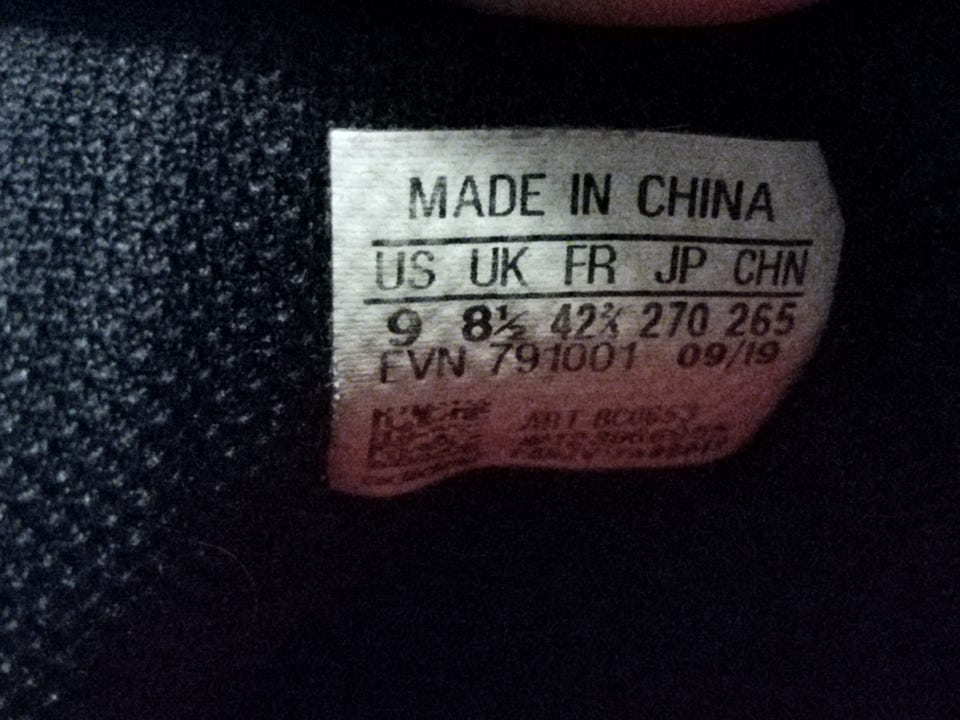 MADE IN CHINA
US UK FR JP CHN
9 8½ 42⅔ 270 265
EVN 791001 09/19
ART